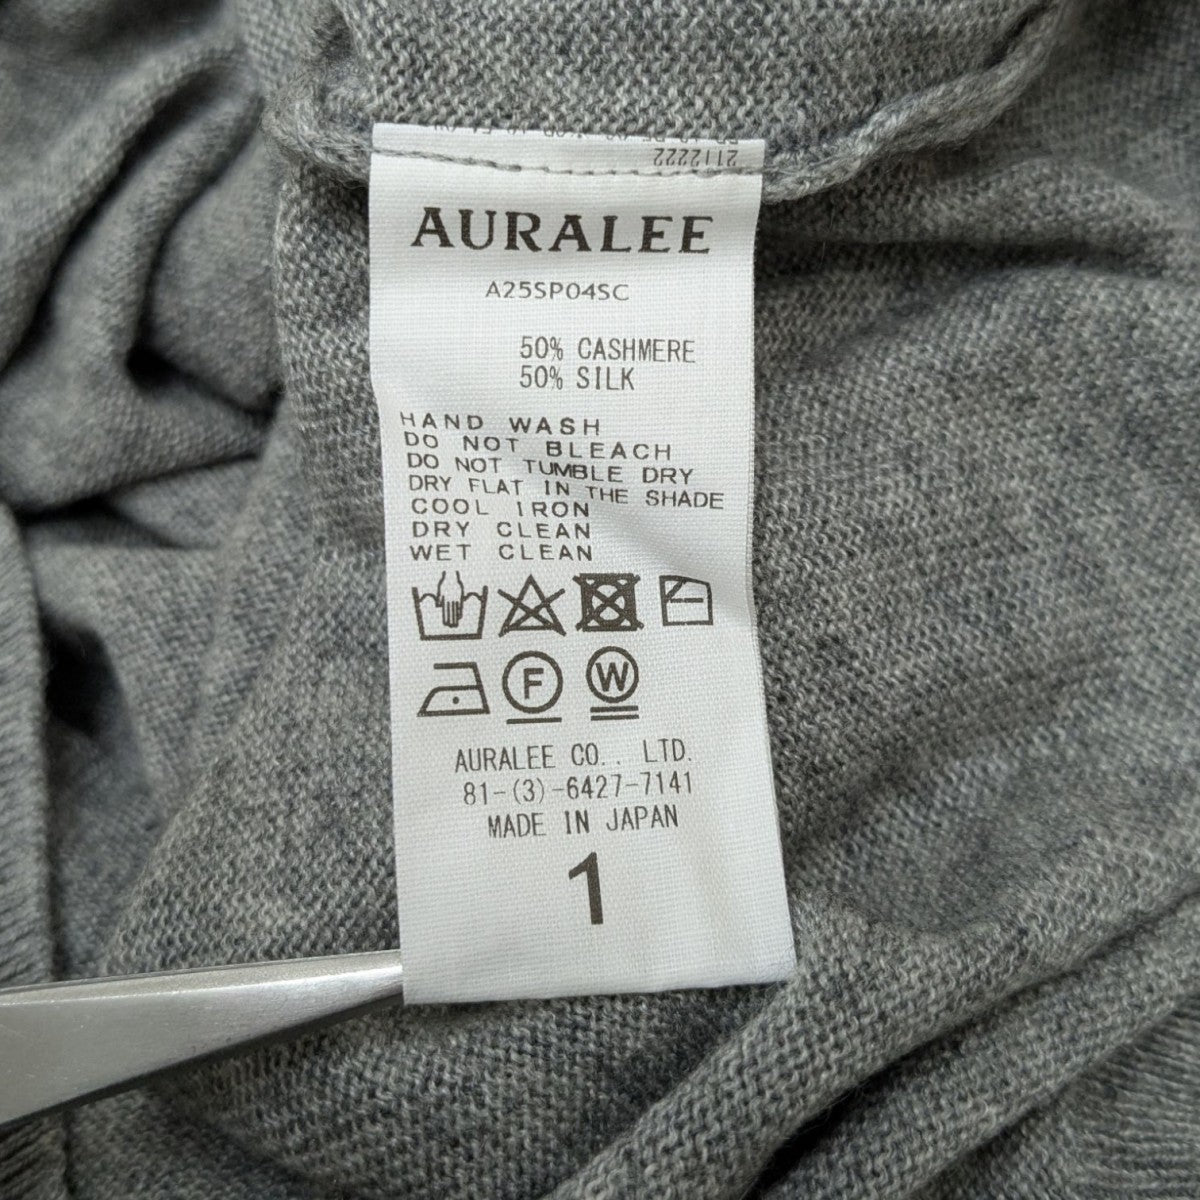 2112222
AURALEE
A25SP04SC
50% CASHMERE
50% SILK
HAND WASH
DO NOT BLEACH
DO NOT TUMBLE DRY
DRY FLAT IN THE SHADE
COOL IRON
DRY CLEAN
WET CLEAN
F W
AURALEE CO., LTD.
81-(3)-6427-7141
MADE IN JAPAN
1